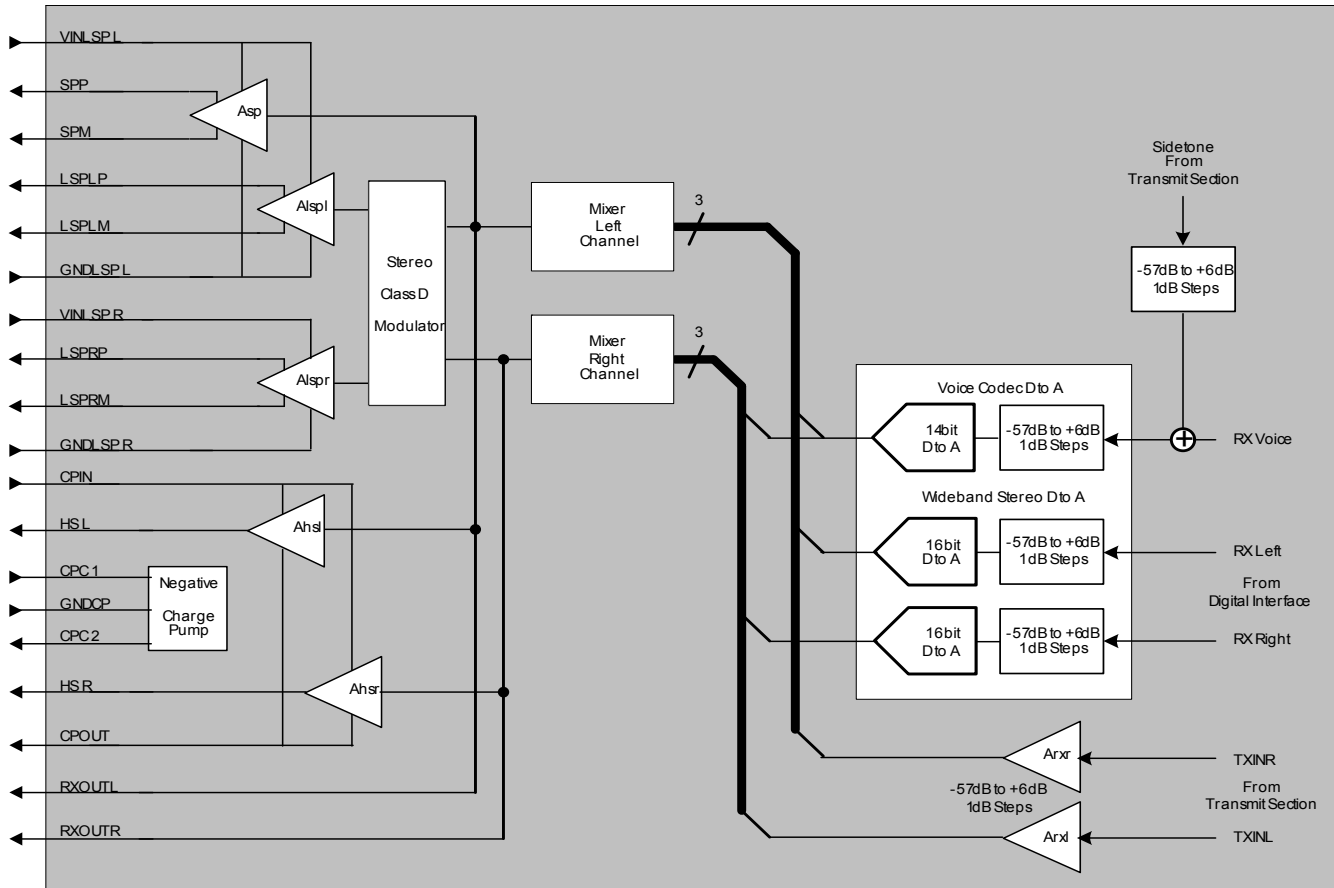 VINLSPL
SPP
SPM
LSPLP
LSPLM
GNDLSPL
VINLSPR
LSPRP
LSPRM
GNDLSPR
CPIN
HSL
CPC1
GNDCP
CPC2
HSR
CPOUT
RXOUTL
RXOUTR
Asp
Alspl
Alspr
Ahsl
Negative
Charge
Pump
Ahsr
Stereo
Class D
Modulator
Mixer
Left
Channel
3
Mixer
Right
Channel
3
Sidetone
From
Transmit Section
-57dB to +6dB
1dB Steps
Voice Codec D to A
14bit
D to A
-57dB to +6dB
1dB Steps
RX Voice
Wideband Stereo D to A
16bit
D to A
-57dB to +6dB
1dB Steps
RX Left
From
Digital Interface
16bit
D to A
-57dB to +6dB
1dB Steps
RX Right
Arxr
TXINR
-57dB to +6dB
1dB Steps
From
Transmit Section
Arxl
TXINL